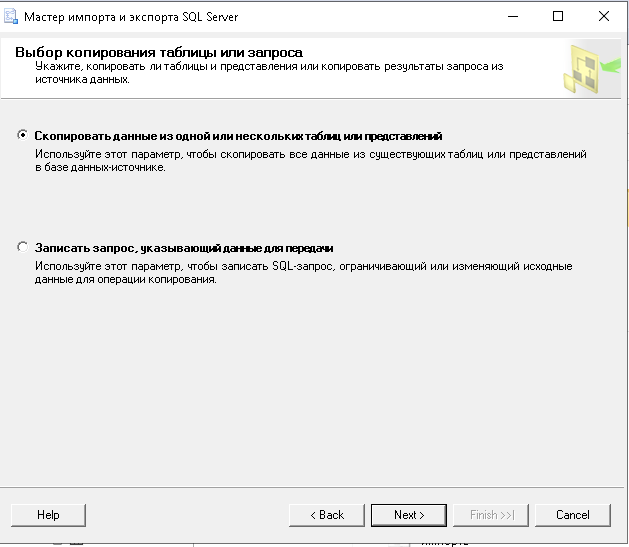 Мастер импорта и экспорта SQL Server
Выбор копирования таблицы или запроса
Укажите, копировать ли таблицы и представления или копировать результаты запроса из
источника данных.
Скопировать данные из одной или нескольких таблиц или представлений
Используйте этот параметр, чтобы скопировать все данные из существующих таблиц или представлений
в базе данных-источнике.
Записать запрос, указывающий данные для передачи
Используйте этот параметр, чтобы записать SQL-запрос, ограничивающий или изменяющий исходные
данные для операции копирования.
Help
< Back
Next >
Finish >>|
Cancel